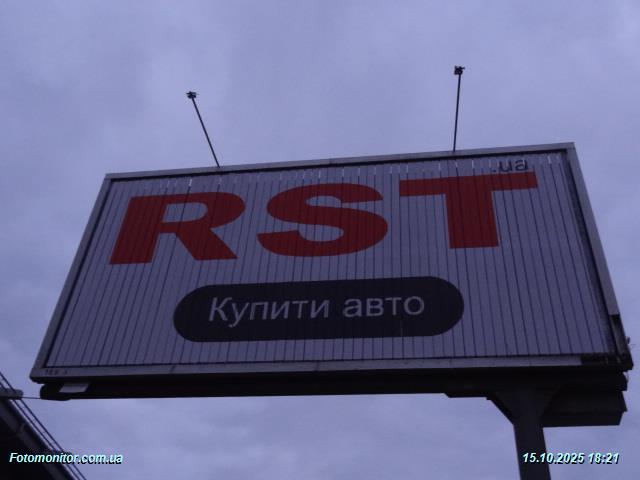 .ua
RST
Купити авто
Fotomonitor.com.ua
15.10.2025 18:21